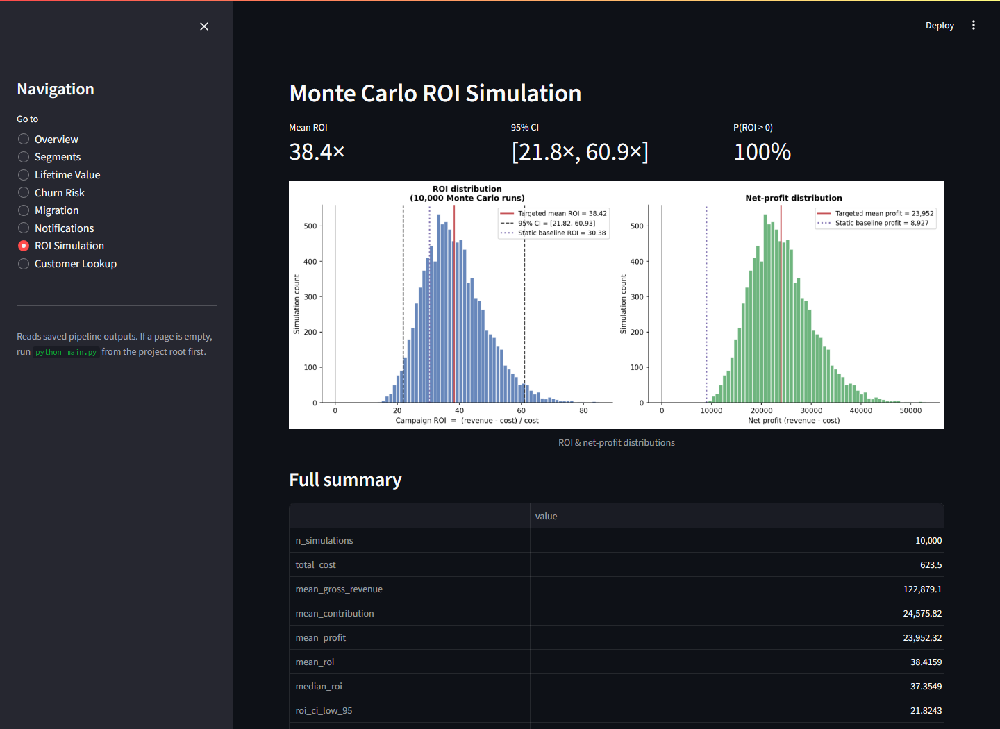 Deploy
Navigation
Go to
Overview
Segments
Lifetime Value
Churn Risk
Migration
Notifications
ROI Simulation
Customer Lookup
Reads saved pipeline outputs. If a page is empty,
run python main.py from the project root first.
Monte Carlo ROI Simulation
Mean ROI
38.4×
95% CI
[21.8×, 60.9×]
P(ROI > 0)
100%
ROI distribution
(10,000 Monte Carlo runs)
Targeted mean ROI = 38.42
95% CI = [21.82, 60.93]
Static baseline ROI = 30.38
Simulation count
500
400
300
200
100
0
0 20 40 60 80
Campaign ROI = (revenue - cost) / cost
Net-profit distribution
Targeted mean profit = 23,952
Static baseline profit = 8,927
Simulation count
500
400
300
200
100
0
0 10000 20000 30000 40000 50000
Net profit (revenue - cost)
ROI & net-profit distributions
Full summary
value
n_simulations 10,000
total_cost 623.5
mean_gross_revenue 122,879.1
mean_contribution 24,575.82
mean_profit 23,952.32
mean_roi 38.4159
median_roi 37.3549
roi_ci_low_95 21.8243